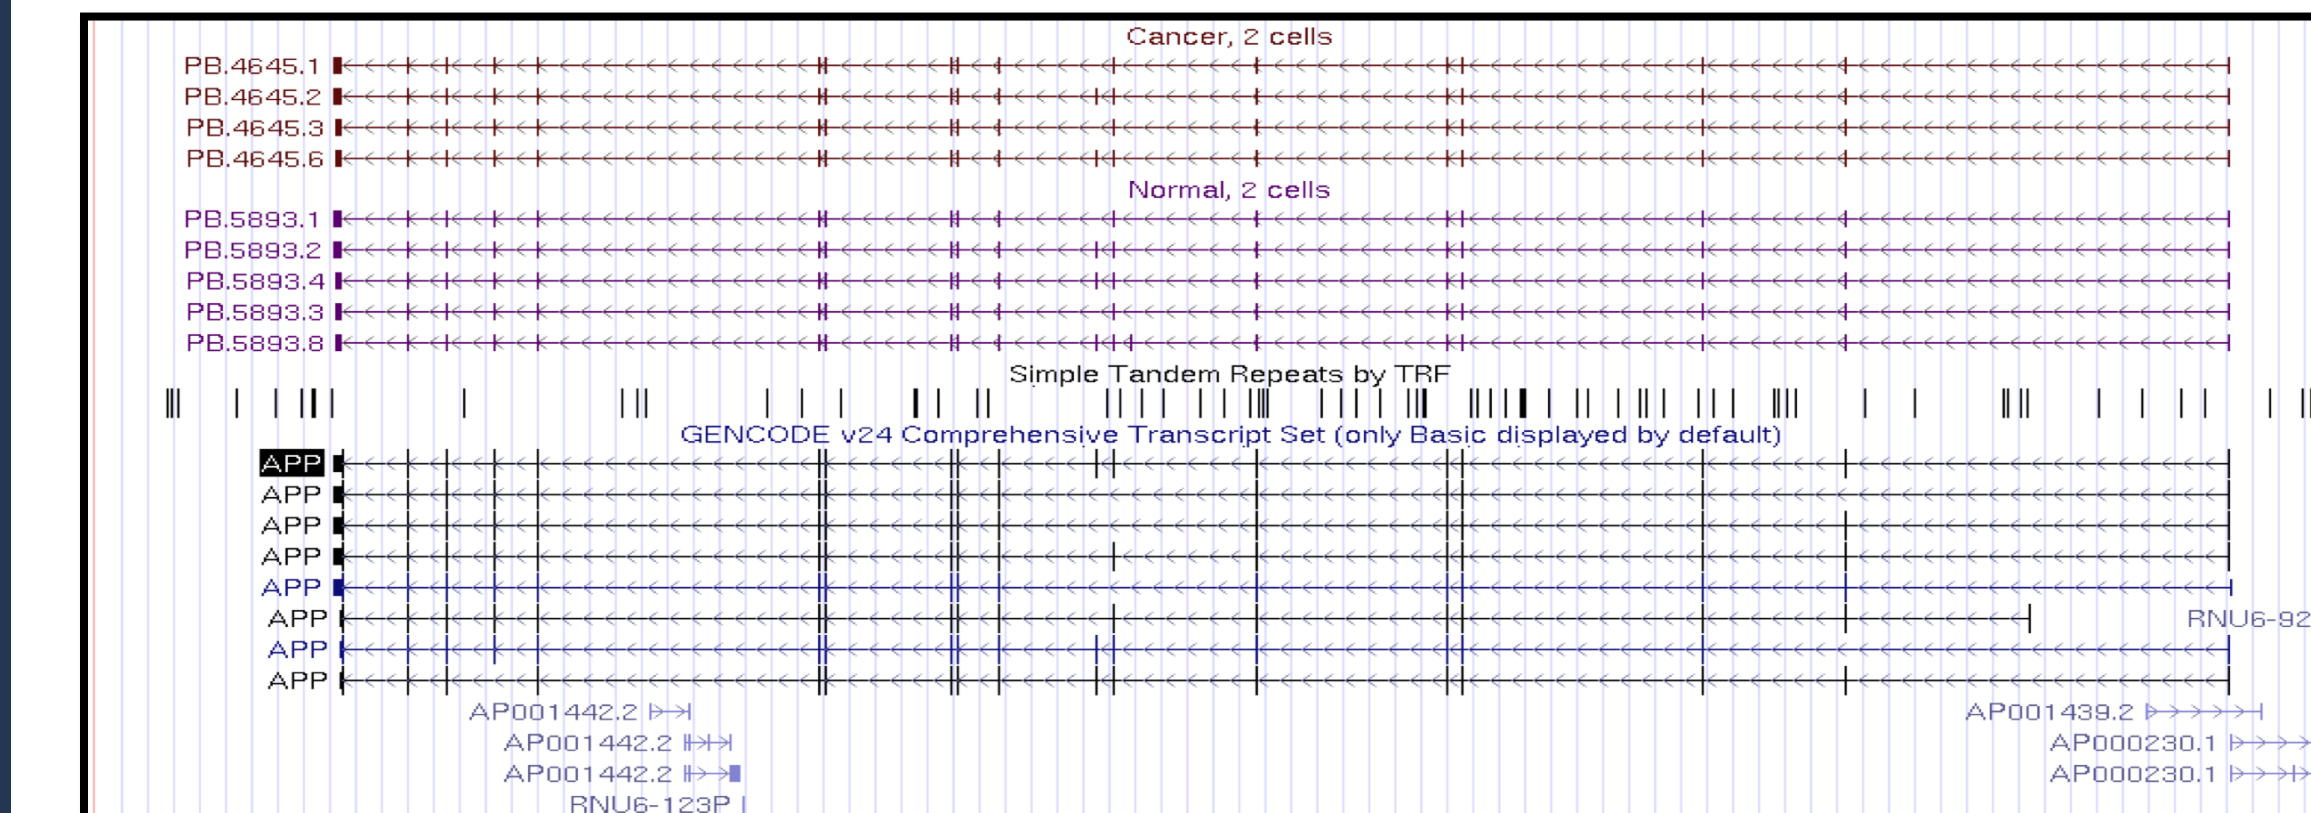 Cancer, 2 cells
PB.4645.1
PB.4645.2
PB.4645.3
PB.4645.6
Normal, 2 cells
PB.5893.1
PB.5893.2
PB.5893.4
PB.5893.3
PB.5893.8
Simple Tandem Repeats by TRF
GENCODE v24 Comprehensive Transcript Set (only Basic displayed by default)
APP
APP
APP
APP
APP
APP RNU6-92
APP
APP
AP001442.2 AP001439.2
AP001442.2 AP000230.1
AP001442.2 AP000230.1
RNU6-123P